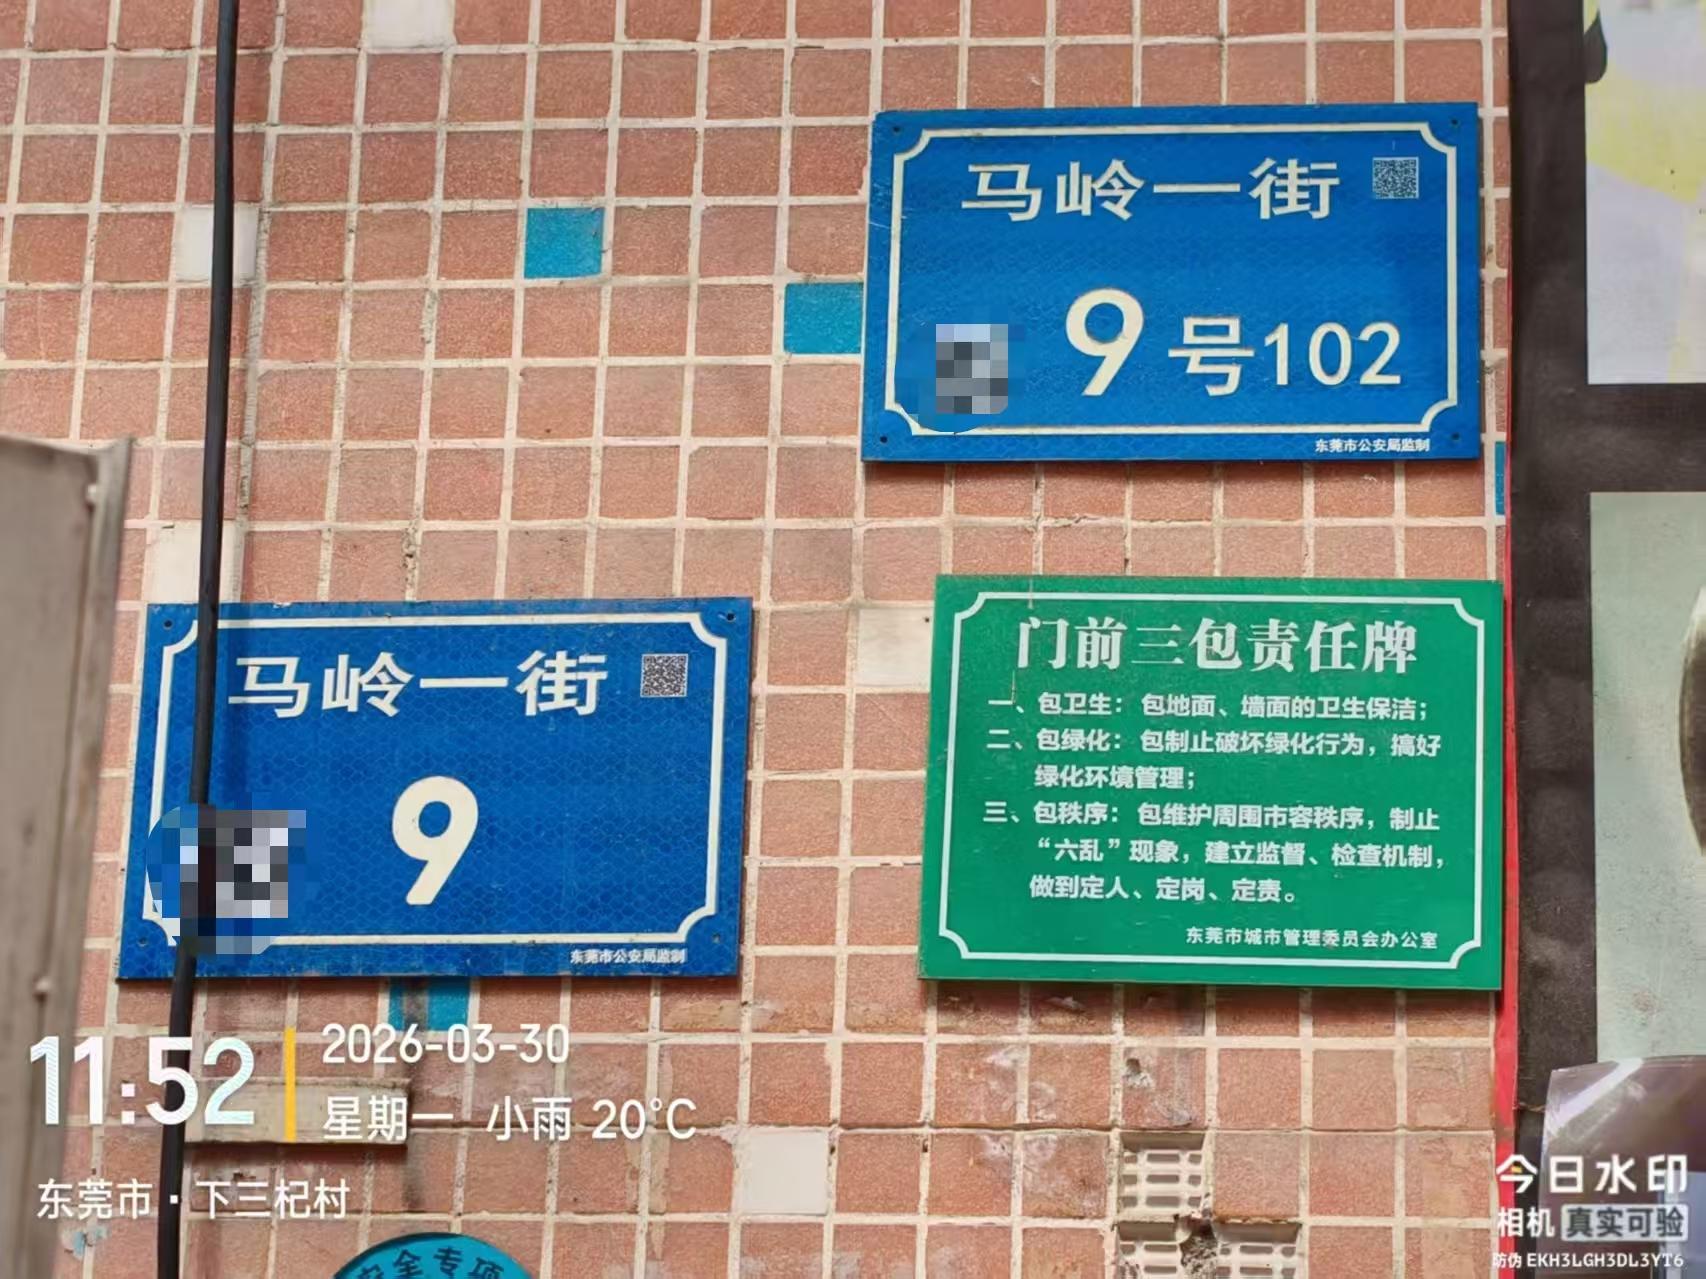 马岭一街
9号102
东莞市公安局监制
马岭一街
9
东莞市公安局监制
门前三包责任牌
一、包卫生：包地面、墙面的卫生保洁；
二、包绿化：包制止破坏绿化行为，搞好
绿化环境管理；
三、包秩序：包维护周围市容秩序，制止
“六乱”现象，建立监督、检查机制，
做到定人、定岗、定责。
东莞市城市管理委员会办公室
11:52
2026-03-30
星期一 小雨 20°C
东莞市·下三杞村
安全专项
今日水印
相机 真实可验
防伪 EKH3LGH3DL3YT6